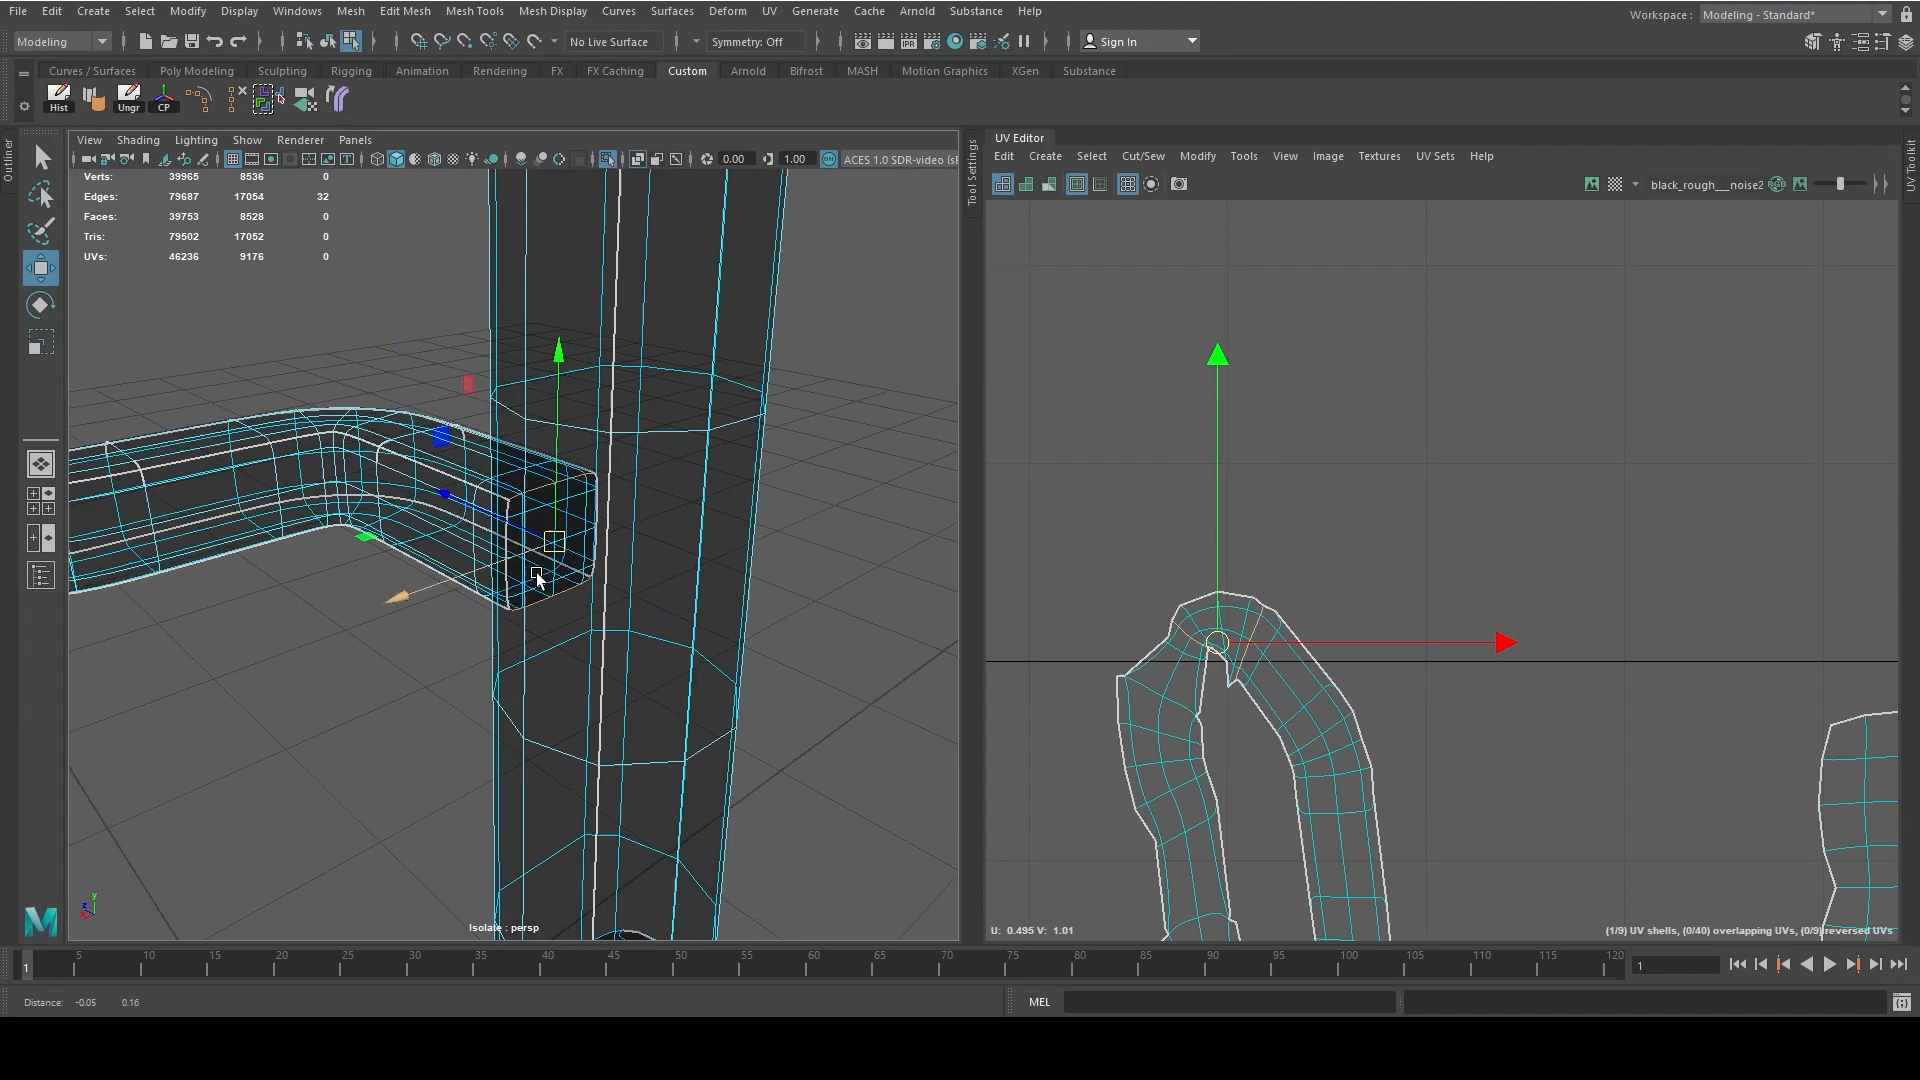 File Edit Create Select Modify Display Windows Mesh Edit Mesh Mesh Tools Mesh Display Curves Surfaces Deform UV Generate Cache Arnold Substance Help
Workspace : Modeling - Standard*
Modeling No Live Surface Symmetry: Off Sign In
Curves / Surfaces Poly Modeling Sculpting Rigging Animation Rendering FX FX Caching Custom Arnold Bifrost MASH Motion Graphics XGen Substance
Hist Ungr CP
Outliner
View Shading Lighting Show Renderer Panels
0.00 1.00 ACES 1.0 SDR-video
Verts: 39965 8536 0
Edges: 79687 17054 32
Faces: 39753 8528 0
Tris: 79502 17052 0
UVs: 46236 9176 0
Isolate : persp
Tool Settings
UV Editor
Edit Create Select Cut/Sew Modify Tools View Image Textures UV Sets Help
black_rough__noise2
UV Toolkit
U: 0.495 V: 1.01
(1/9) UV shells, (0/40) overlapping UVs, (0/9) reversed UVs
1 5 10 15 20 25 30 35 40 45 50 55 60 65 70 75 80 85 90 95 100 105 110 115 120 1
Distance: -0.05 0.16
MEL